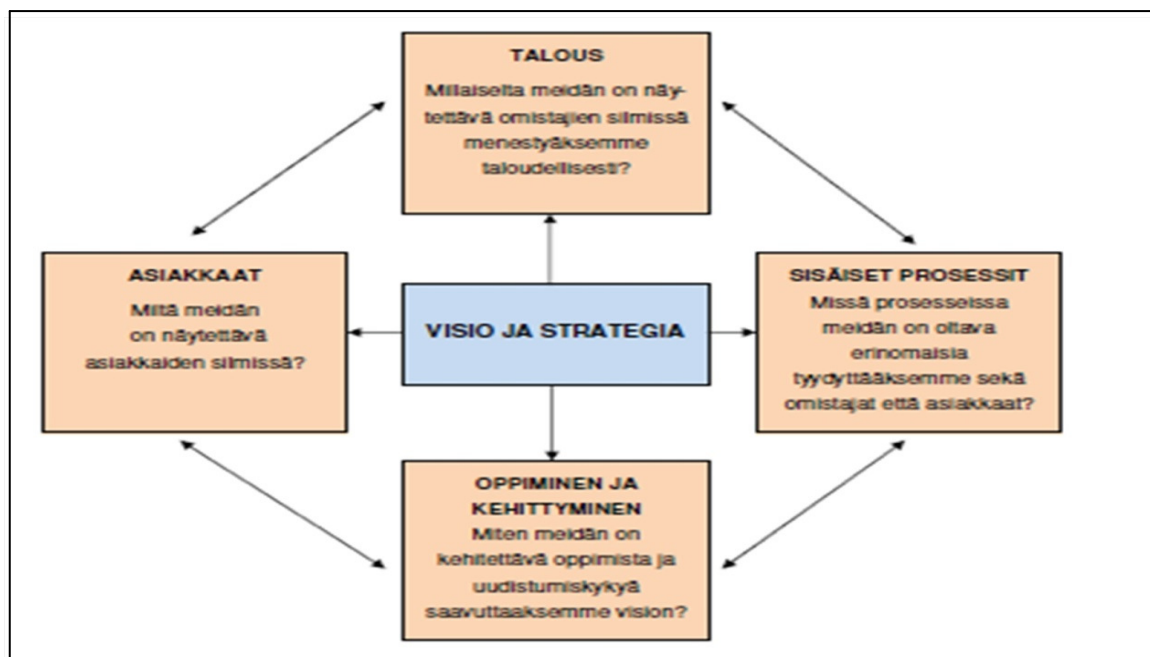 TALOUS
Millaiselta meidän on näy-
tettävä omistajien silmissä
menestyäksemme
taloudellisesti?
ASIAKKAAT
Miltä meidän
on näytettävä
asiakkaiden silmissä?
VISIO JA STRATEGIA
SISÄISET PROSESSIT
Missä prosesseissa
meidän on oltava
erinomaisia
tyydyttääksemme sekä
omistajat että asiakkaat?
OPPIMINEN JA
KEHITTYMINEN
Miten meidän on
kehitettävä oppimista ja
uudistumiskykyä
saavuttaaksemme vision?